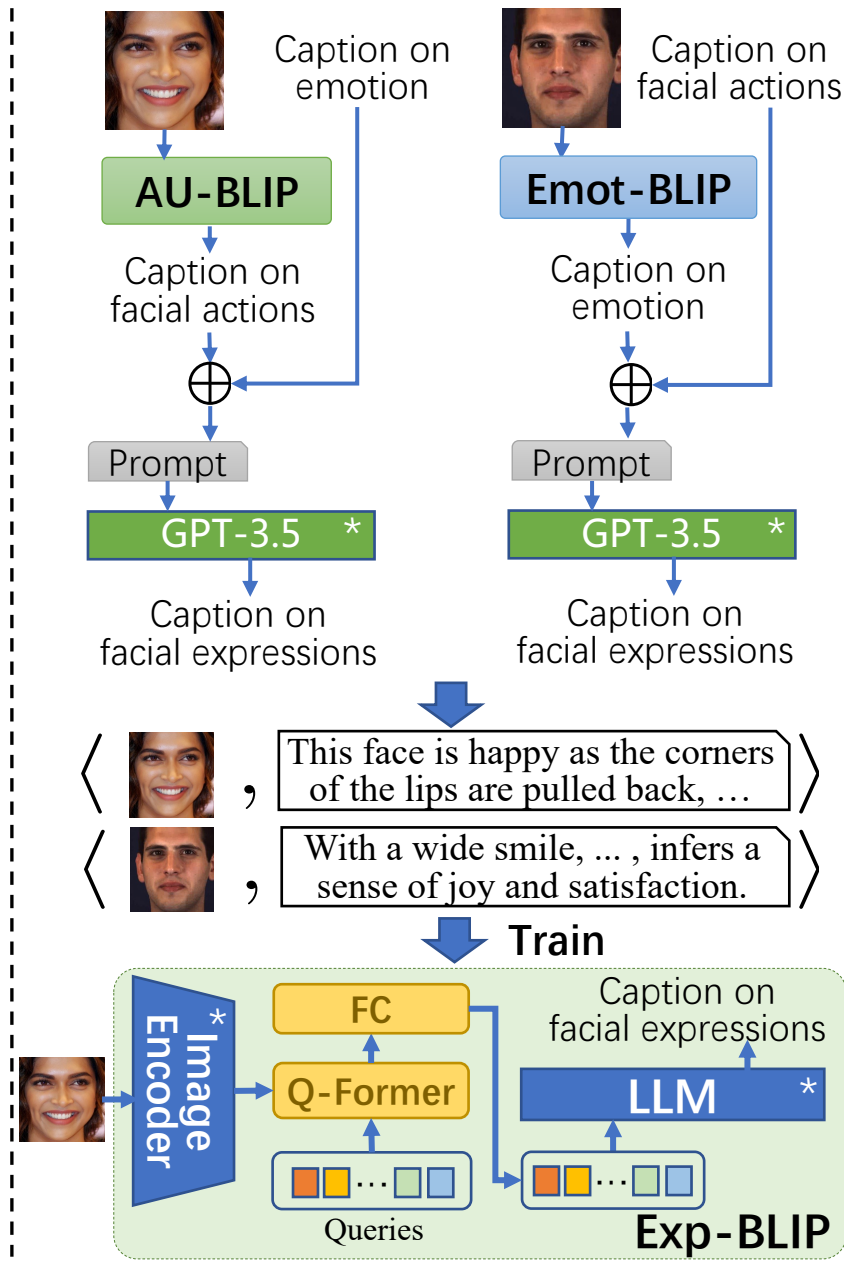 Caption on
emotion
Caption on
facial actions
AU-BLIP
Emot-BLIP
Caption on
facial actions
Caption on
emotion
Prompt
Prompt
GPT-3.5 *
GPT-3.5 *
Caption on
facial expressions
Caption on
facial expressions
⟨ , This face is happy as the corners
of the lips are pulled back, … ⟩
⟨ , With a wide smile, ... , infers a
sense of joy and satisfaction. ⟩
Train
Image
Encoder
*
FC
Q-Former
...
Queries
Caption on
facial expressions
LLM *
...
Exp-BLIP